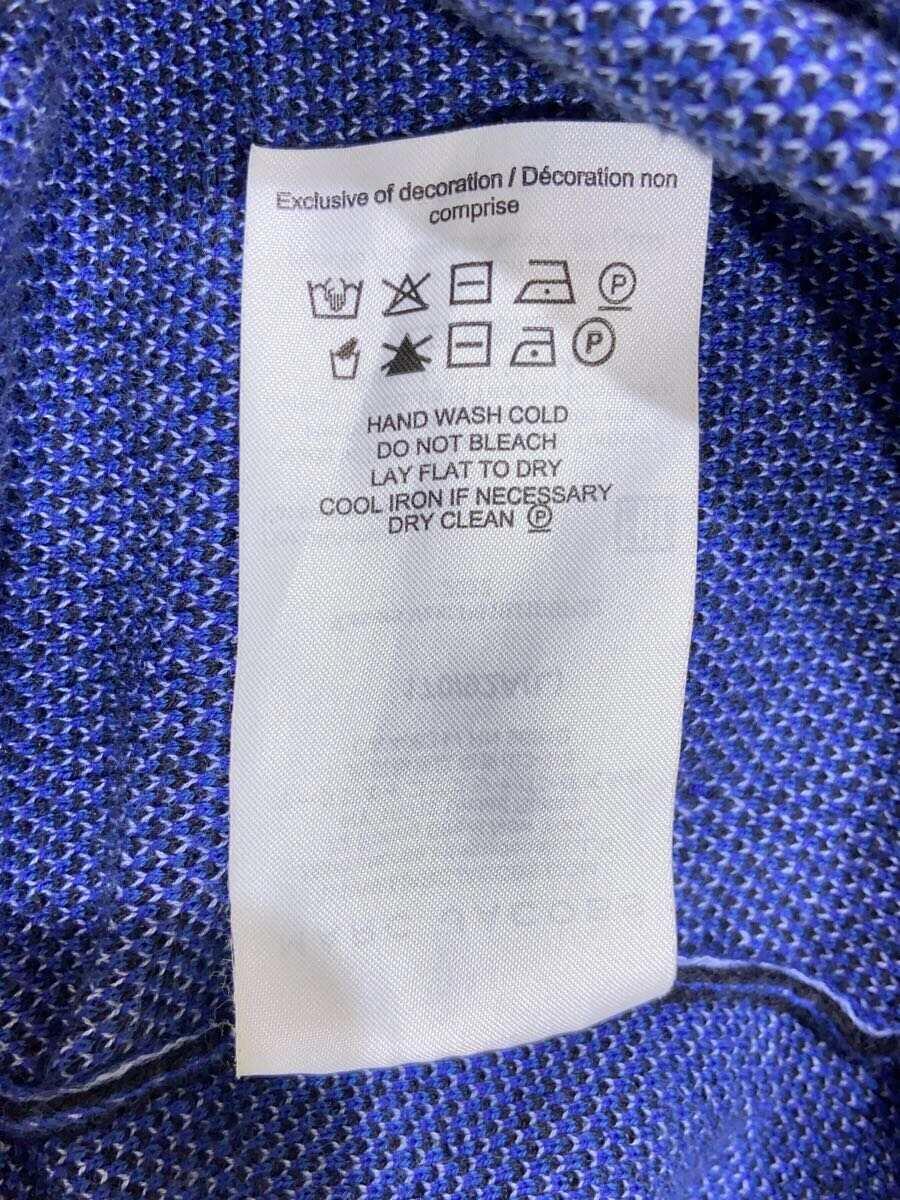 Exclusive of decoration / Décoration non
comprise
P
P
HAND WASH COLD
DO NOT BLEACH
LAY FLAT TO DRY
COOL IRON IF NECESSARY
DRY CLEAN P